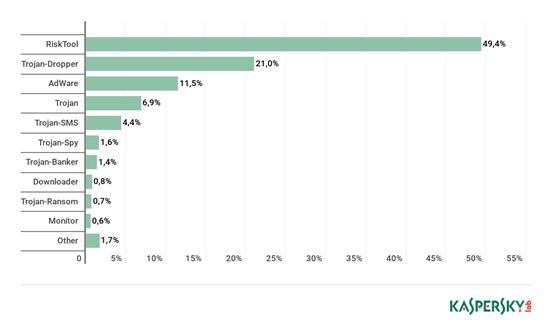 RiskTool 49,4%
Trojan-Dropper 21,0%
AdWare 11,5%
Trojan 6,9%
Trojan-SMS 4,4%
Trojan-Spy 1,6%
Trojan-Banker 1,4%
Downloader 0,8%
Trojan-Ransom 0,7%
Monitor 0,6%
Other 1,7%
0 5% 10% 15% 20% 25% 30% 35% 40% 45% 50% 55%
KASPERSKY lab